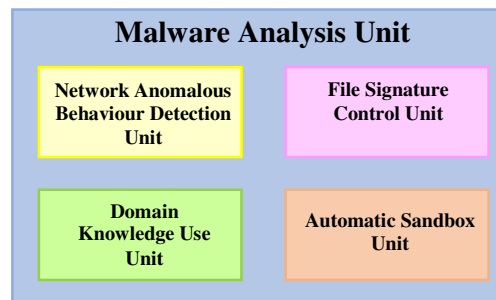 Malware Analysis Unit
Network Anomalous
Behaviour Detection
Unit
File Signature
Control Unit
Domain
Knowledge Use
Unit
Automatic Sandbox
Unit